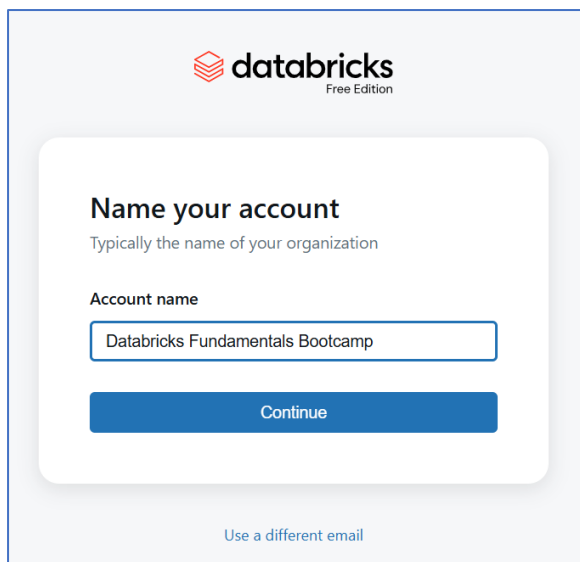 databricks
Free Edition
Name your account
Typically the name of your organization
Account name
Databricks Fundamentals Bootcamp
Continue
Use a different email